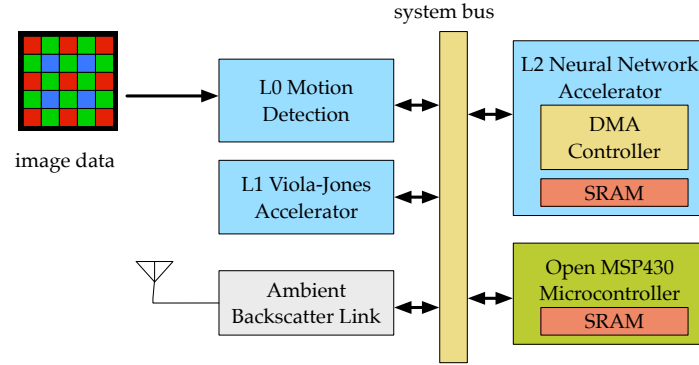 system bus
image data
L0 Motion
Detection
L1 Viola-Jones
Accelerator
Ambient
Backscatter Link
L2 Neural Network
Accelerator
DMA
Controller
SRAM
Open MSP430
Microcontroller
SRAM